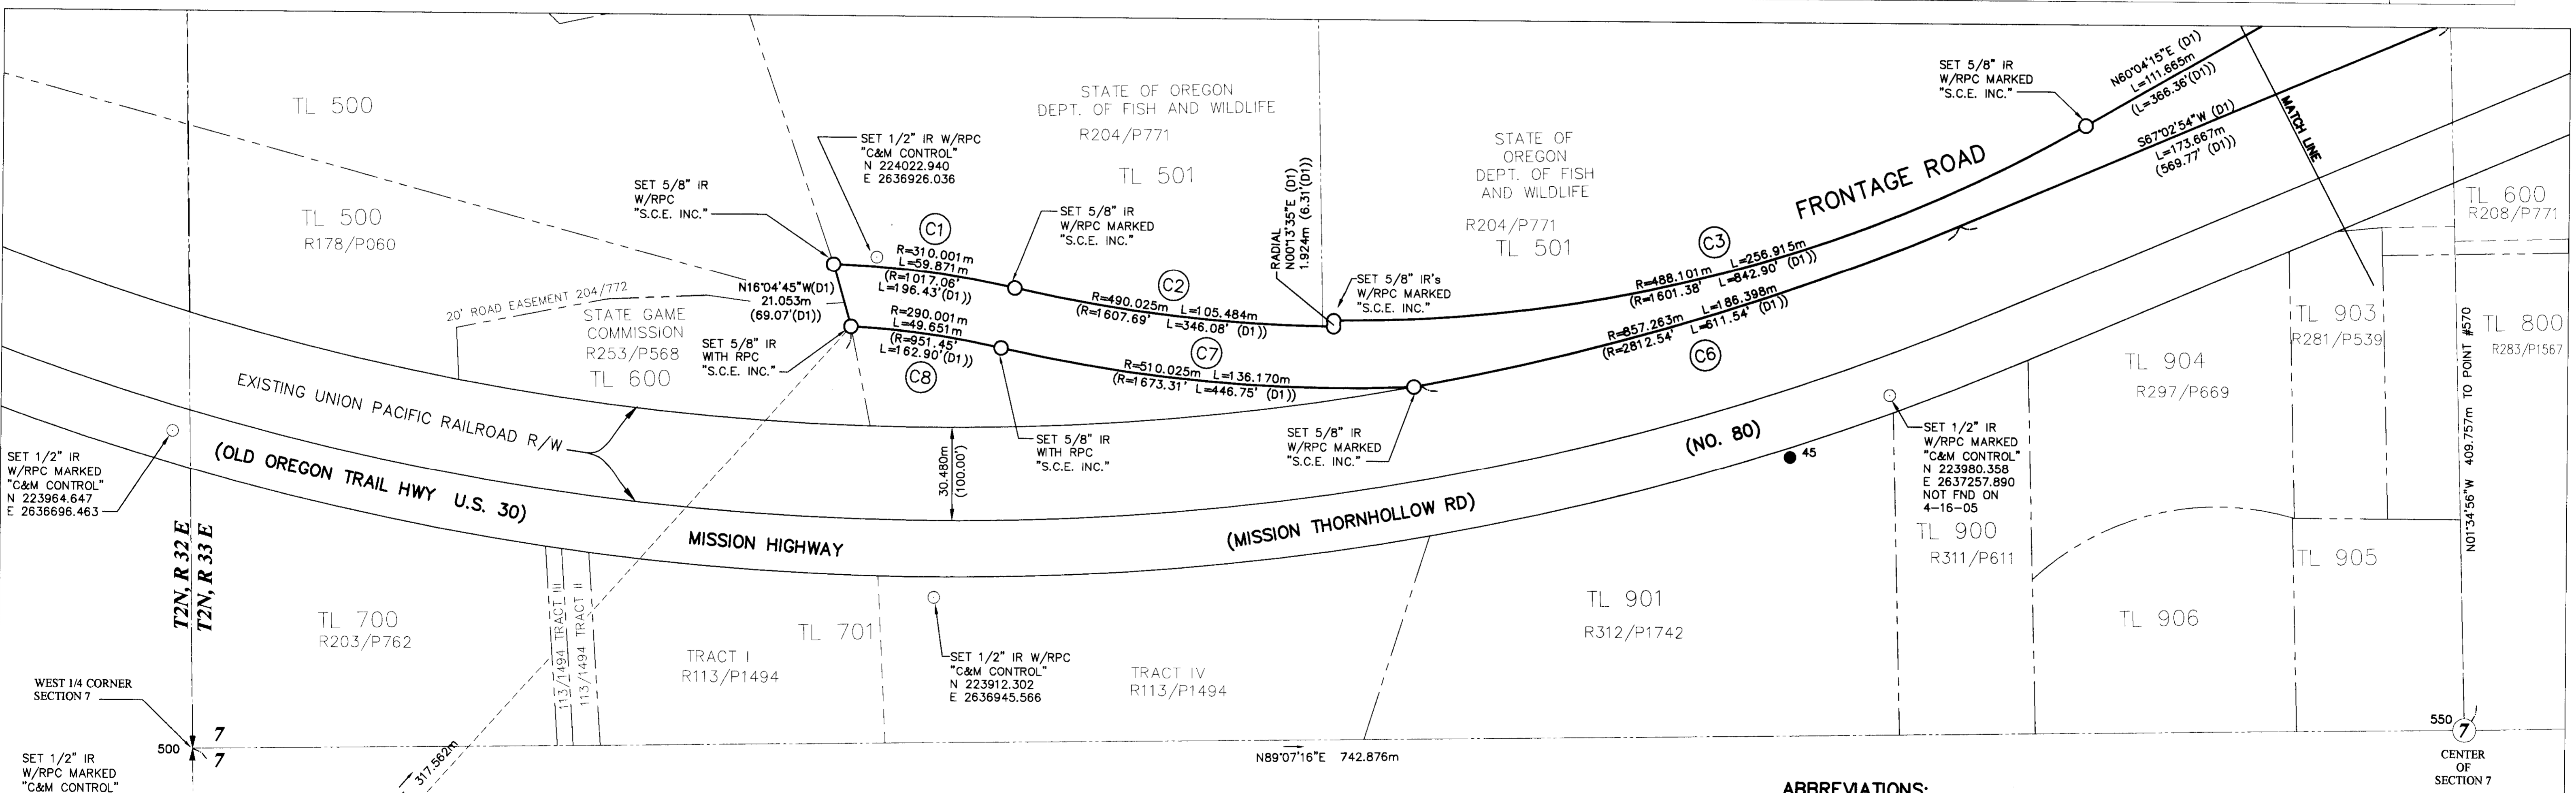 TL 500
TL 500
R178/P060
20' ROAD EASEMENT 204/772
STATE GAME
COMMISSION
R253/P568
TL 600
SET 5/8" IR
W/RPC
"S.C.E. INC."
SET 1/2" IR W/RPC
"C&M CONTROL"
N 224022.940
E 2636926.036
STATE OF OREGON
DEPT. OF FISH AND WILDLIFE
R204/P771
TL 501
C1
R=310.001m
L=59.871m
(R=1017.06'
L=196.43'(D1))
SET 5/8" IR
W/RPC MARKED
"S.C.E. INC."
N16°04'45"W(D1)
21.053m
(69.07'(D1))
R=290.001m
L=49.651m
(R=951.45'
L=162.90'(D1))
C8
SET 5/8" IR
WITH RPC
"S.C.E. INC."
C2
R=490.025m L=105.484m
(R=1607.69' L=346.08' (D1))
C7
R=510.025m L=136.170m
(R=1673.31' L=446.75' (D1))
RADIAL
N00°13'35"E (D1)
1.924m (6.31'(D1))
SET 5/8" IR's
W/RPC MARKED
"S.C.E. INC."
STATE OF
OREGON
DEPT. OF FISH
AND WILDLIFE
R204/P771
TL 501
C3
R=488.101m L=256.915m
(R=1601.38' L=842.90' (D1))
FRONTAGE ROAD
R=857.263m L=186.398m
(R=2812.54' L=611.54' (D1))
C6
SET 5/8" IR
W/RPC MARKED
"S.C.E. INC."
N60°04'15"E (D1)
L=111.665m
(L=366.36'(D1))
S67°02'54"W (D1)
L=173.667m
(569.77' (D1))
MATCH LINE
TL 600
R208/P771
TL 903
R281/P539
TL 800
R283/P1567
TL 904
R297/P669
N01°34'56"W 409.757m TO POINT #570
EXISTING UNION PACIFIC RAILROAD R/W
(OLD OREGON TRAIL HWY U.S. 30)
MISSION HIGHWAY
(MISSION THORNHOLLOW RD)
(NO. 80)
30.480m
(100.00')
SET 5/8" IR
WITH RPC
"S.C.E. INC."
SET 5/8" IR
W/RPC MARKED
"S.C.E. INC."
45
SET 1/2" IR
W/RPC MARKED
"C&M CONTROL"
N 223980.358
E 2637257.890
NOT FND ON
4-16-05
TL 900
R311/P611
TL 905
TL 906
TL 901
R312/P1742
SET 1/2" IR
W/RPC MARKED
"C&M CONTROL"
N 223964.647
E 2636696.463
T2N, R 32 E
T2N, R 33 E
TL 700
R203/P762
113/1494 TRACT III
113/1494 TRACT II
TRACT I
R113/P1494
TL 701
SET 1/2" IR W/RPC
"C&M CONTROL"
N 223912.302
E 2636945.566
TRACT IV
R113/P1494
WEST 1/4 CORNER
SECTION 7
500
7
7
317.562m
N89°07'16"E 742.876m
550
7
CENTER
OF
SECTION 7
SET 1/2" IR
W/RPC MARKED
"C&M CONTROL"
ABBREVIATIONS: